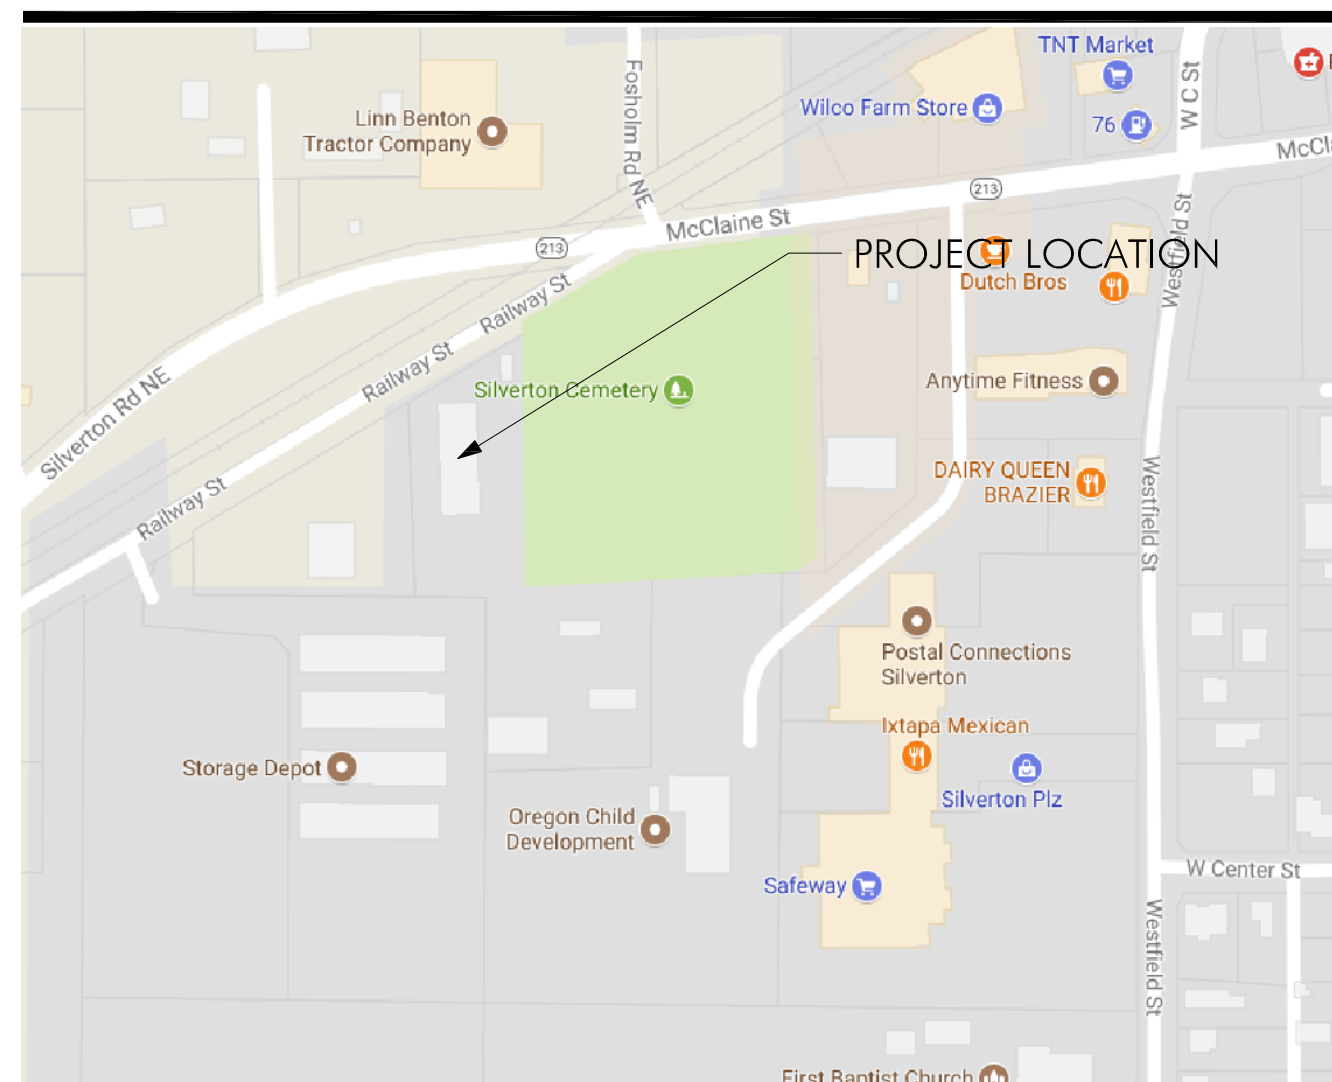 TNT Market
Wilco Farm Store
76
W C St
Linn Benton
Tractor Company
Fosholm Rd NE
213
McClaine St
213
PROJECT LOCATION
Dutch Bros
Westfield St
Railway St
Railway St
Silverton Rd NE
Silverton Cemetery
Anytime Fitness
DAIRY QUEEN
BRAZIER
Westfield St
Railway St
Postal Connections
Silverton
Ixtapa Mexican
Silverton Plz
Storage Depot
Oregon Child
Development
Safeway
W Center St
Westfield St
First Baptist Church